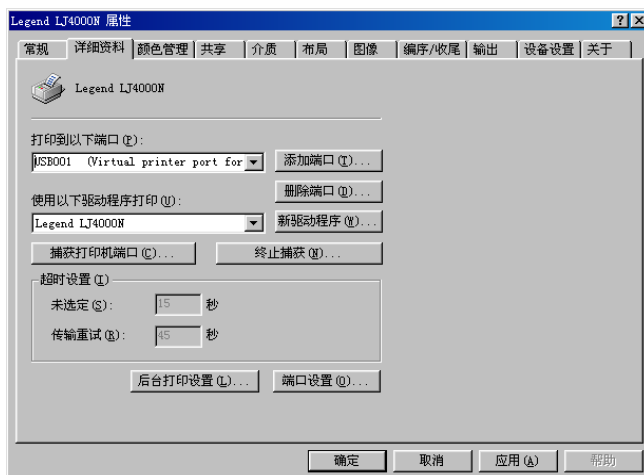 Legend LJ4000N 属性
常规 详细资料 颜色管理 共享 介质 布局 图像 编序/收尾 输出 设备设置 关于
Legend LJ4000N
打印到以下端口(P):
USB001 (Virtual printer port for
添加端口(T)...
删除端口(D)...
使用以下驱动程序打印(U):
Legend LJ4000N
新驱动程序(W)...
捕获打印机端口(C)... 终止捕获(N)...
超时设置(I)
未选定(S): 15 秒
传输重试(R): 45 秒
后台打印设置(L)... 端口设置(O)...
确定 取消 应用(A) 帮助